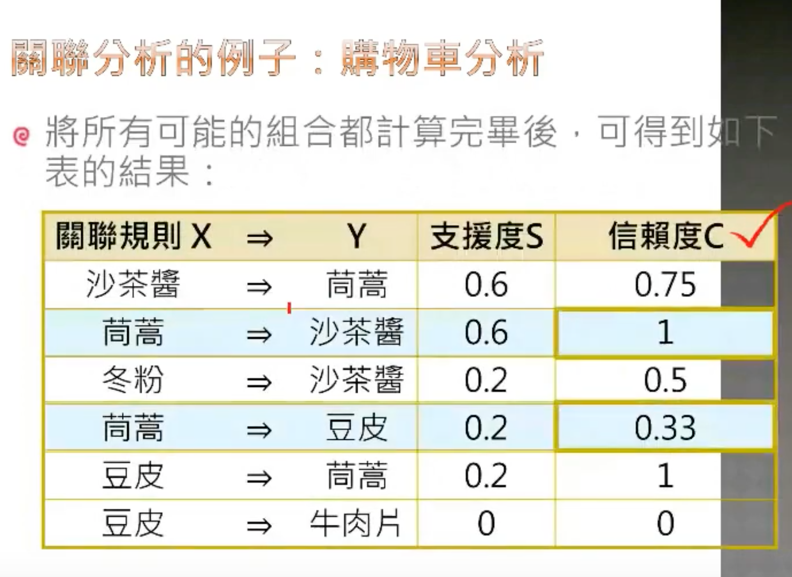 關聯分析的例子：購物車分析
將所有可能的組合都計算完畢後，可得到如下
表的結果：
關聯規則 X ⇒ Y 支援度S 信賴度C
沙茶醬 ⇒ 茼蒿 0.6 0.75
茼蒿 ⇒ 沙茶醬 0.6 1
冬粉 ⇒ 沙茶醬 0.2 0.5
茼蒿 ⇒ 豆皮 0.2 0.33
豆皮 ⇒ 茼蒿 0.2 1
豆皮 ⇒ 牛肉片 0 0